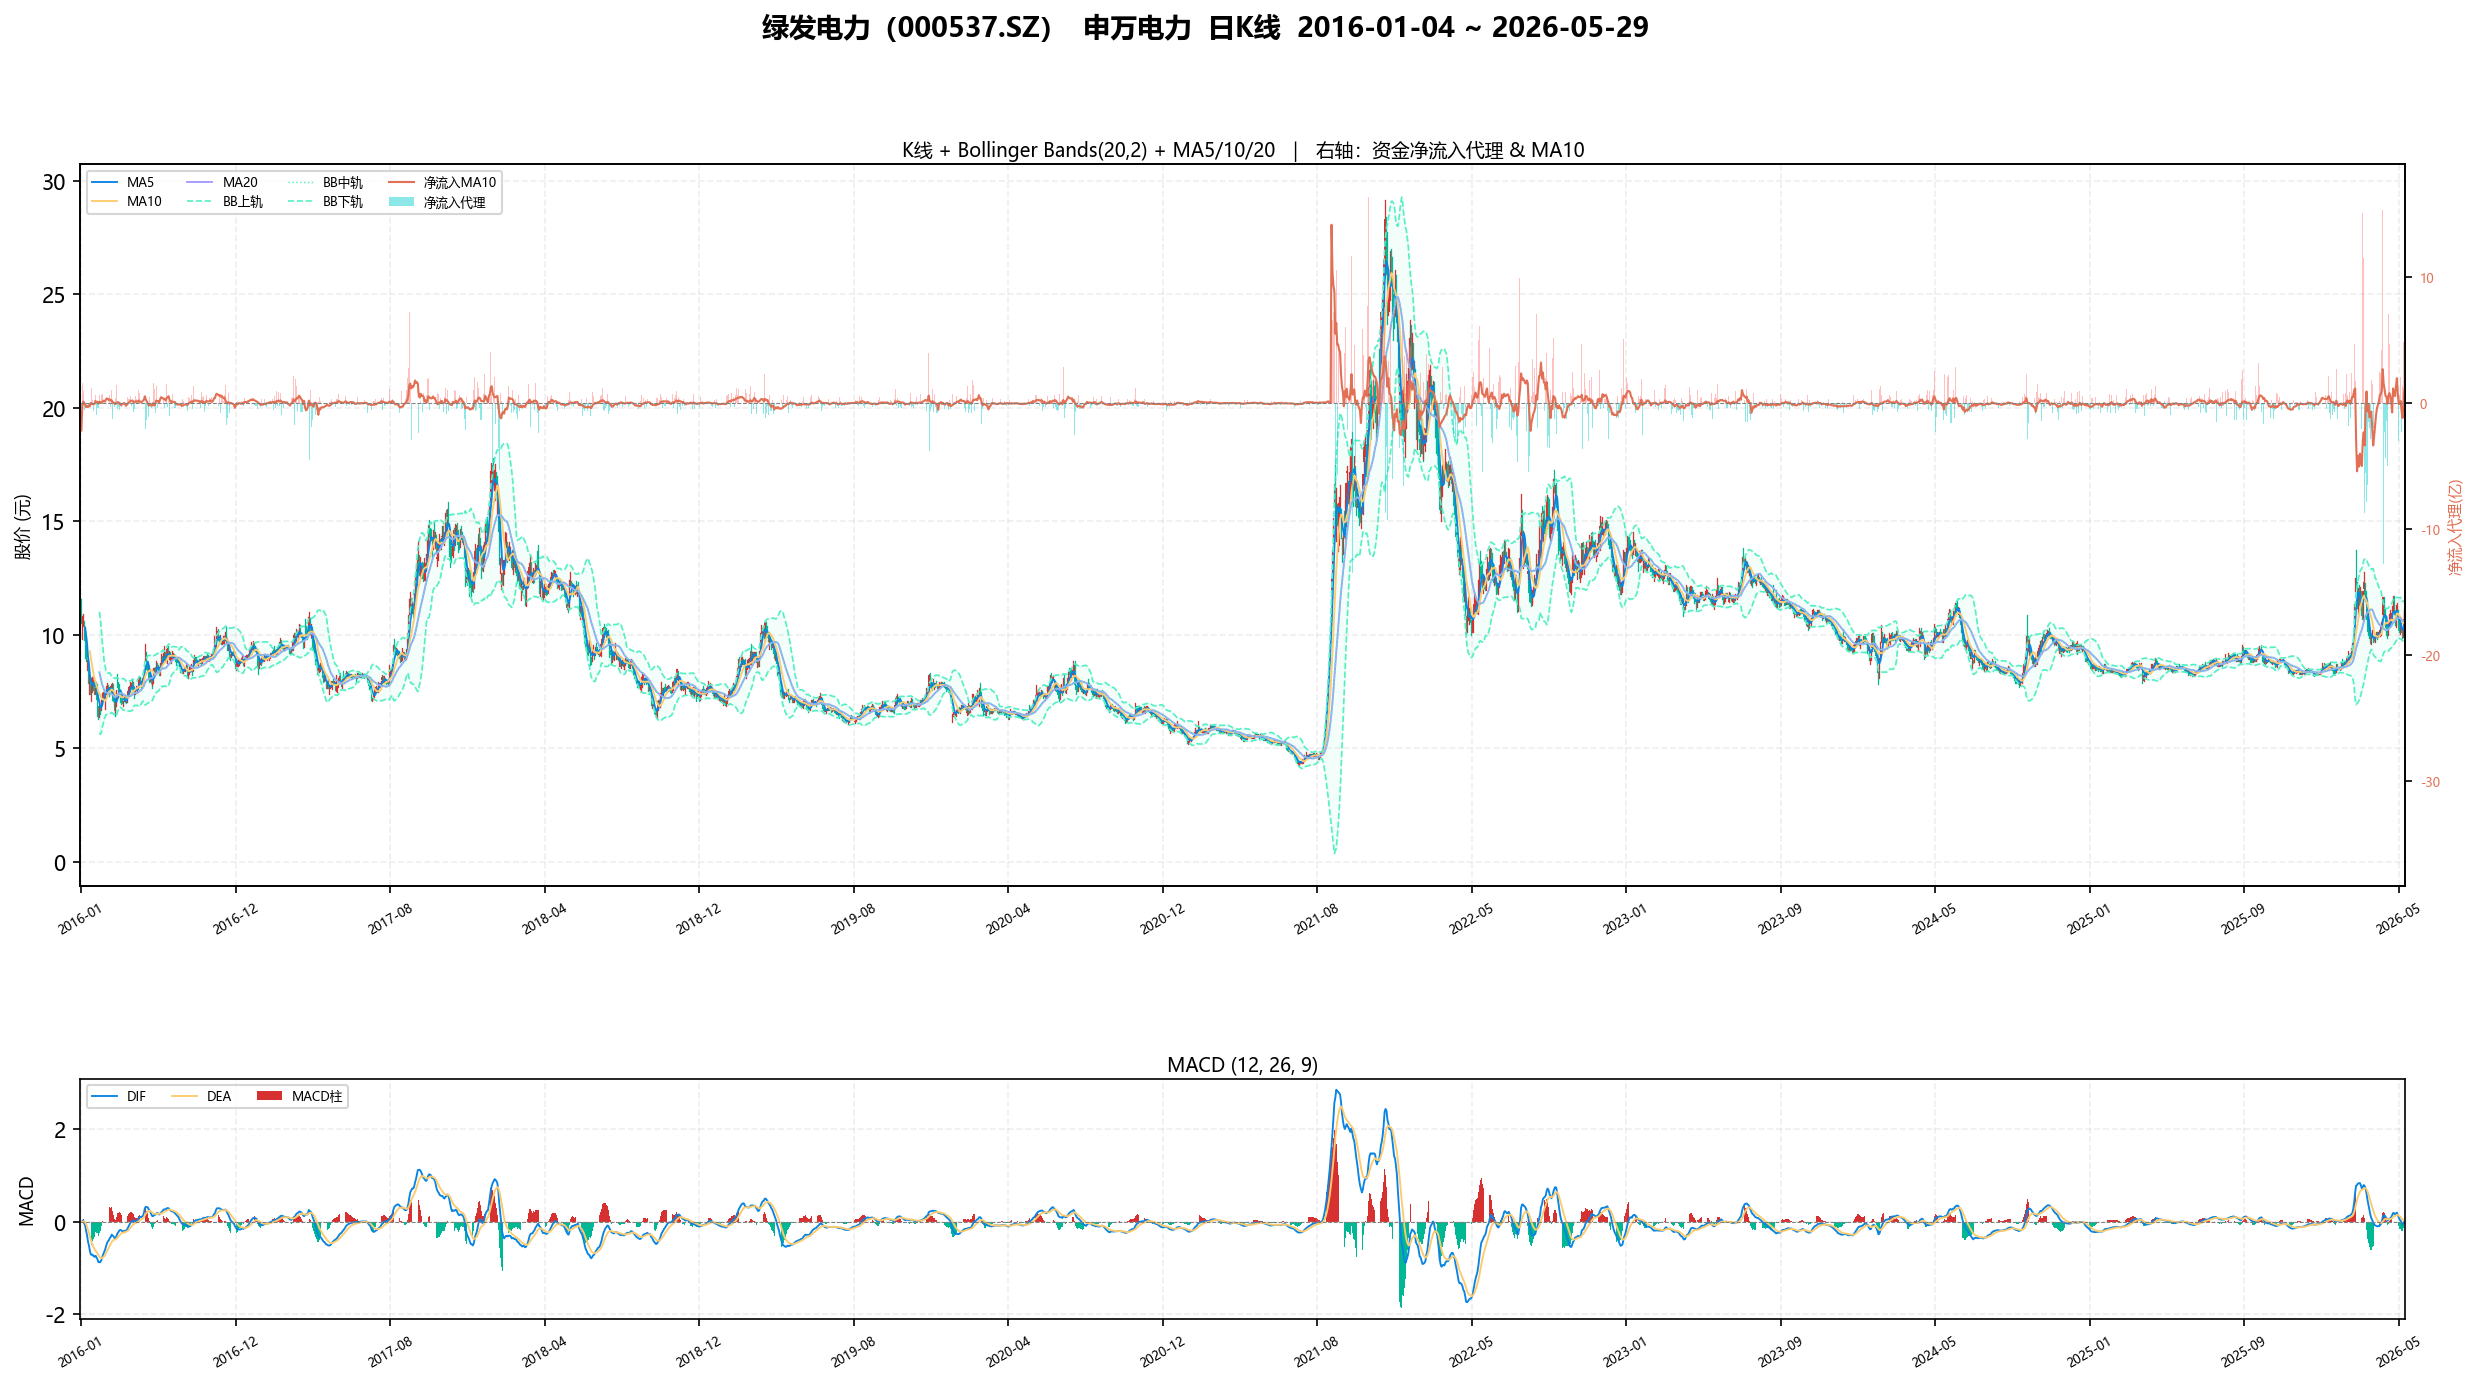 绿发电力（000537.SZ） 申万电力 日K线 2016-01-04 ~ 2026-05-29
K线 + Bollinger Bands(20,2) + MA5/10/20 | 右轴：资金净流入代理 & MA10
MA5 MA20 BB中轨 净流入MA10
MA10 BB上轨 BB下轨 净流入代理
股价 (元)
30
25
20
15
10
5
0
10
0
-10
-20
-30
净流入代理(亿)
2016-01 2016-12 2017-08 2018-04 2018-12 2019-08 2020-04 2020-12 2021-08 2022-05 2023-01 2023-09 2024-05 2025-01 2025-09 2026-05
MACD (12, 26, 9)
DIF DEA MACD柱
MACD
2
0
-2
2016-01 2016-12 2017-08 2018-04 2018-12 2019-08 2020-04 2020-12 2021-08 2022-05 2023-01 2023-09 2024-05 2025-01 2025-09 2026-05